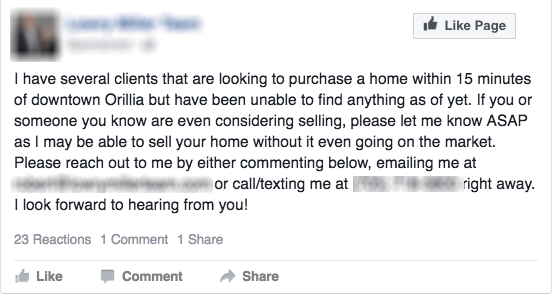 Like Page
I have several clients that are looking to purchase a home within 15 minutes
of downtown Orillia but have been unable to find anything as of yet. If you or
someone you know are even considering selling, please let me know ASAP
as I may be able to sell your home without it even going on the market.
Please reach out to me by either commenting below, emailing me at
or call/texting me at right away.
I look forward to hearing from you!
23 Reactions 1 Comment 1 Share
Like Comment Share